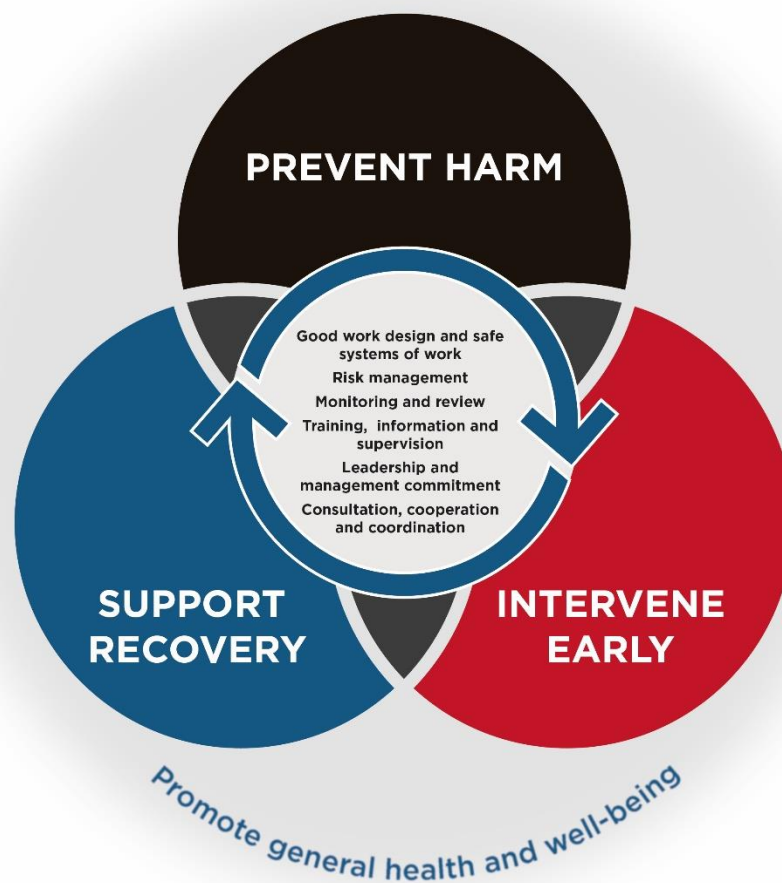 PREVENT HARM
Good work design and safe
systems of work
Risk management
Monitoring and review
Training, information and
supervision
Leadership and
management commitment
Consultation, cooperation
and coordination
SUPPORT
RECOVERY
INTERVENE
EARLY
Promote general health and well-being